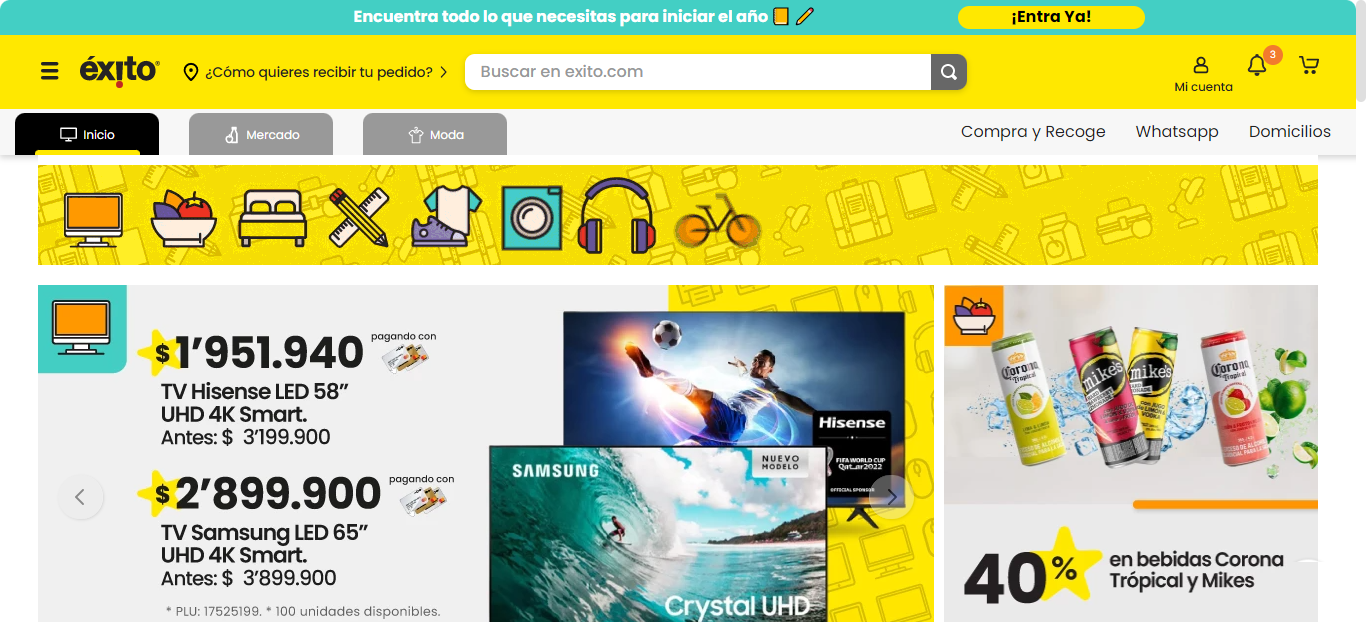 Encuentra todo lo que necesitas para iniciar el año
¡Entra Ya!
éxito
¿Cómo quieres recibir tu pedido?
Buscar en exito.com
Mi cuenta
3
Inicio
Mercado
Moda
Compra y Recoge
Whatsapp
Domicilios
$1’951.940
pagando con
TV Hisense LED 58”
UHD 4K Smart.
Antes: $ 3’199.900
$2’899.900
pagando con
TV Samsung LED 65”
UHD 4K Smart.
Antes: $ 3’899.900
* PLU: 17525199. * 100 unidades disponibles.
Hisense
FIFA WORLD CUP
Qatar2022
OFFICIAL SPONSOR
SAMSUNG
NUEVO
MODELO
Crystal UHD
Corona
Tropical
mike's
mike's
Corona
Tropical
40%
en bebidas Corona
Trópical y Mikes